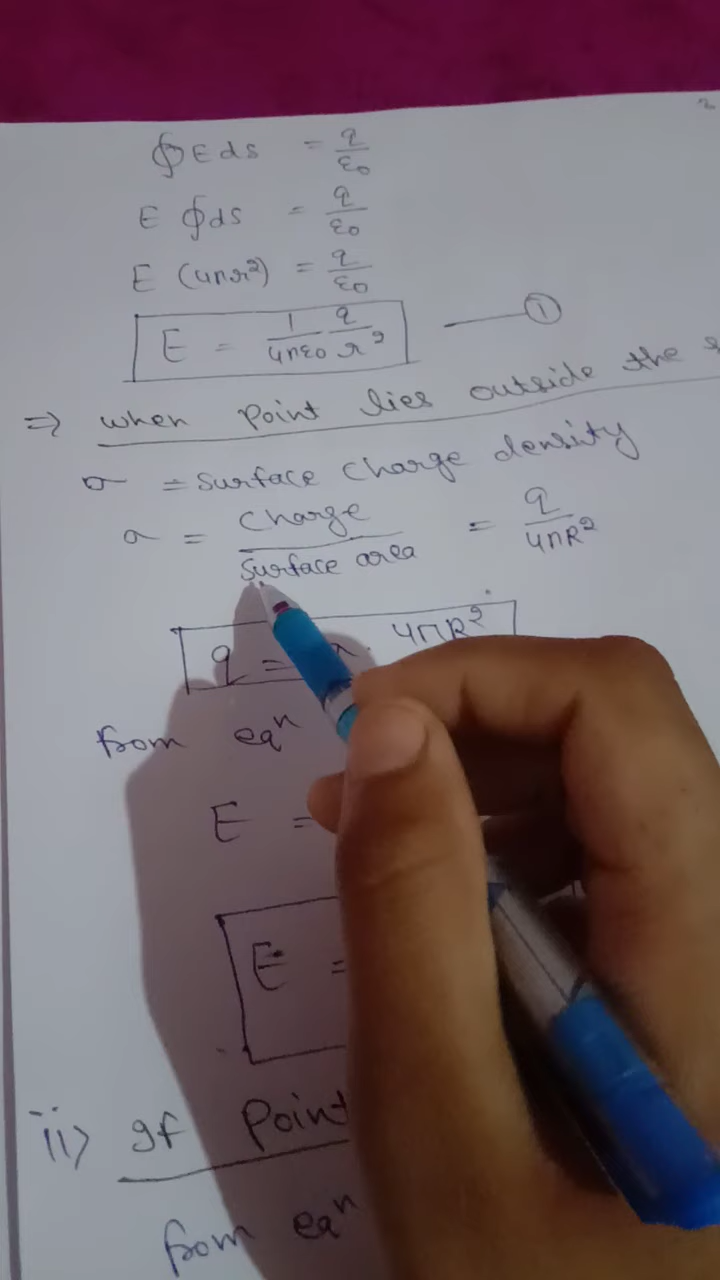 ∮ E ds = q/ε0
E ∮ds = q/ε0
E (4πr²) = q/ε0
E = 1/4πε0 q/r² —— ①
⇒ when Point lies outside the
σ = Surface Charge density
σ = Charge/Surface area = q/4πR²
q = σ. 4πR²
from eqⁿ
E =
E =
ii) If Point
from eqⁿ